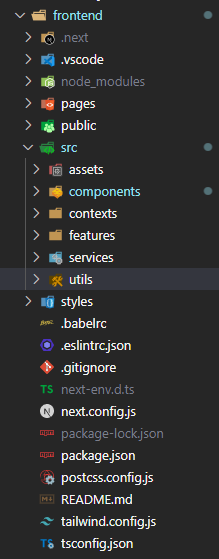 frontend
.next
.vscode
node_modules
pages
public
src
assets
components
contexts
features
services
utils
styles
.babelrc
.eslintrc.json
.gitignore
TS next-env.d.ts
N next.config.js
package-lock.json
package.json
postcss.config.js
README.md
tailwind.config.js
TS tsconfig.json